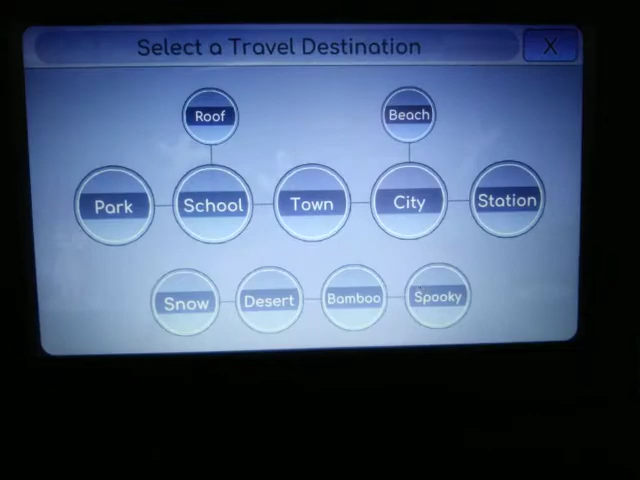 Select a Travel Destination
X
Roof
Beach
Park
School
Town
City
Station
Snow
Desert
Bamboo
Spooky